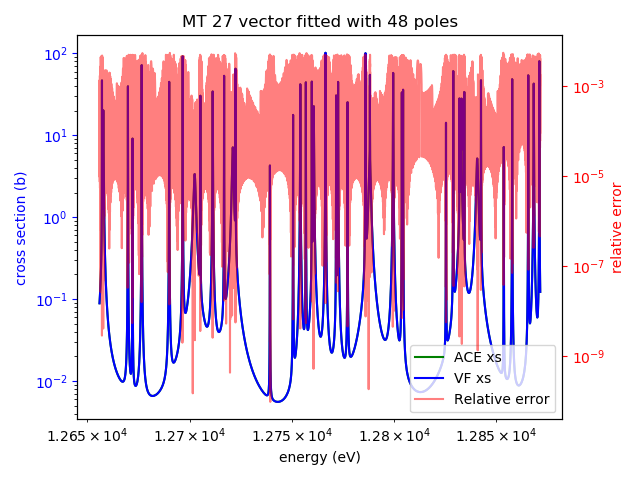 MT 27 vector fitted with 48 poles
10²
10¹
10⁰
10⁻¹
10⁻²
cross section (b)
10⁻³
10⁻⁵
10⁻⁷
10⁻⁹
relative error
ACE xs
VF xs
Relative error
1.265 × 10⁴ 1.27 × 10⁴ 1.275 × 10⁴ 1.28 × 10⁴ 1.285 × 10⁴
energy (eV)